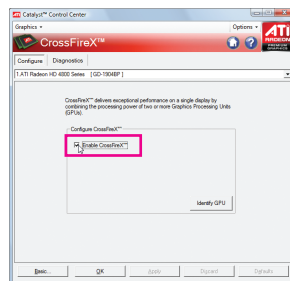 Catalyst™ Control Center
Graphics
Options
CrossFireX™
ATI
RADEON
PREMIUM
GRAPHICS
Configure
Diagnostics
1.ATI Radeon HD 4800 Series [ GD-1904BP ]
CrossFireX™ delivers exceptional performance on a single display by
combining the processing power of two or more Graphics Processing Units
(GPUs).
Configure CrossFireX™
Enable CrossFireX™
Identify GPU
Basic...
OK
Apply
Discard
Defaults